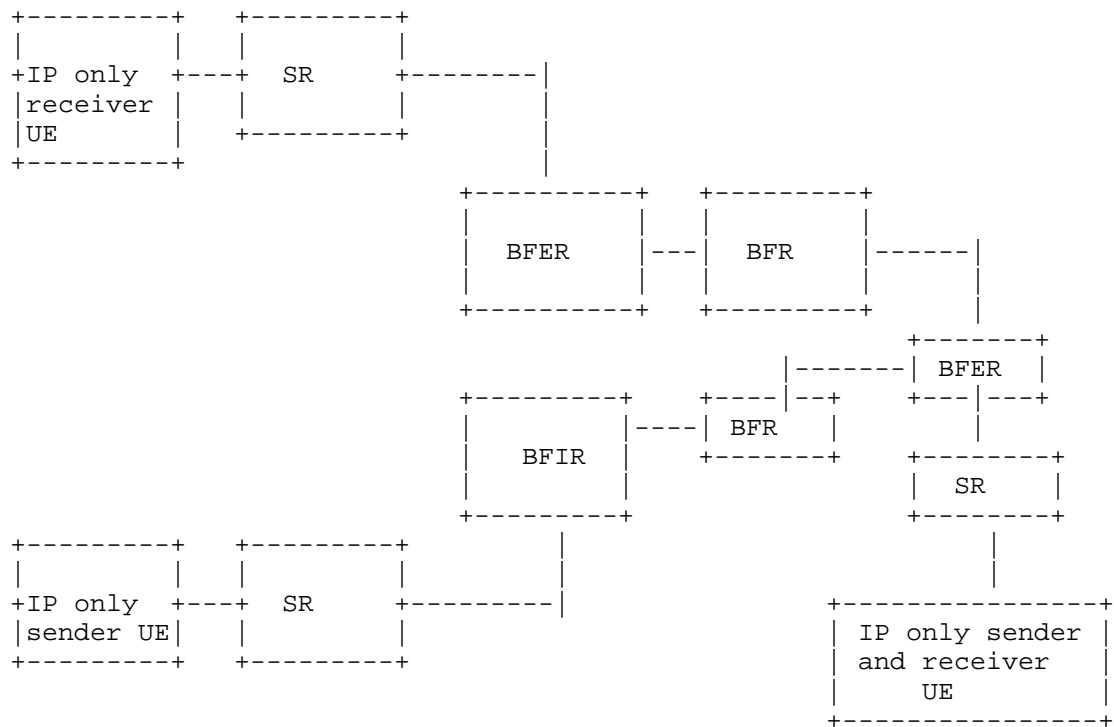 IP only SR
receiver
UE
BFER BFR
BFER
BFR
BFIR
SR
IP only SR
sender UE
IP only sender
and receiver
UE